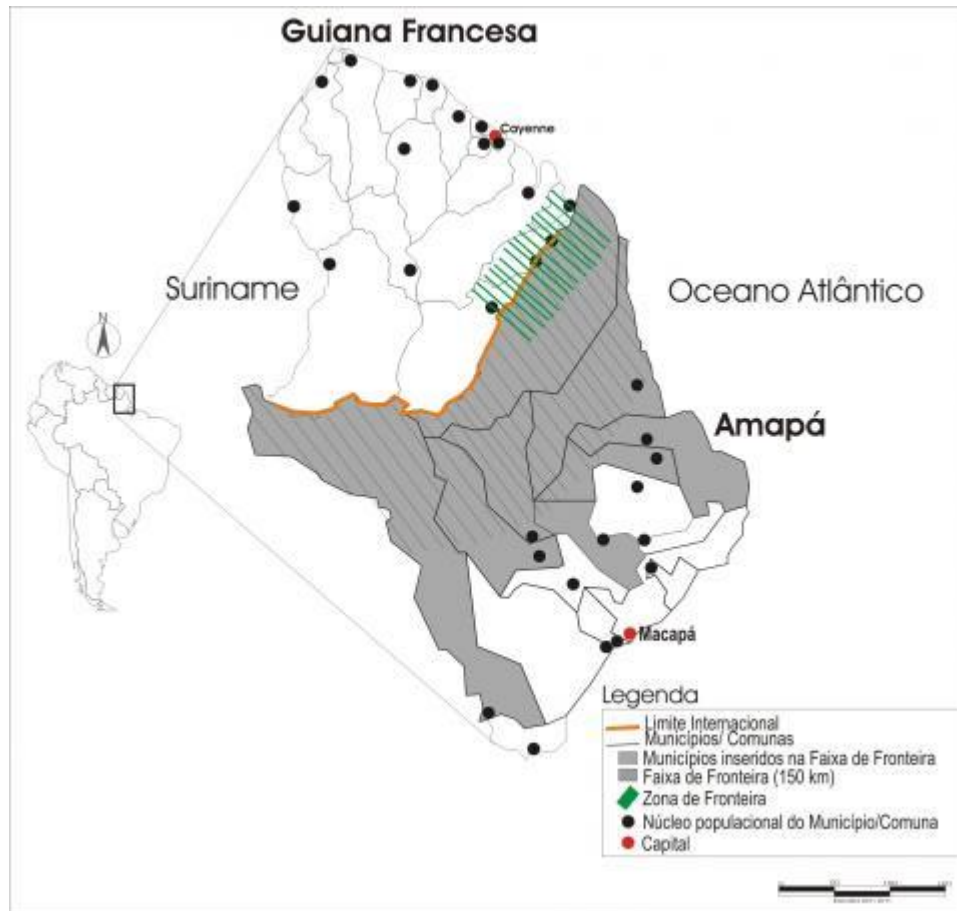 Guiana Francesa
Cayenne
Suriname
Oceano Atlântico
N
Amapá
Macapá
Legenda
Limite Internacional
Municípios/ Comunas
Municípios inseridos na Faixa de Fronteira
Faixa de Fronteira (150 km)
Zona de Fronteira
Núcleo populacional do Município/Comuna
Capital